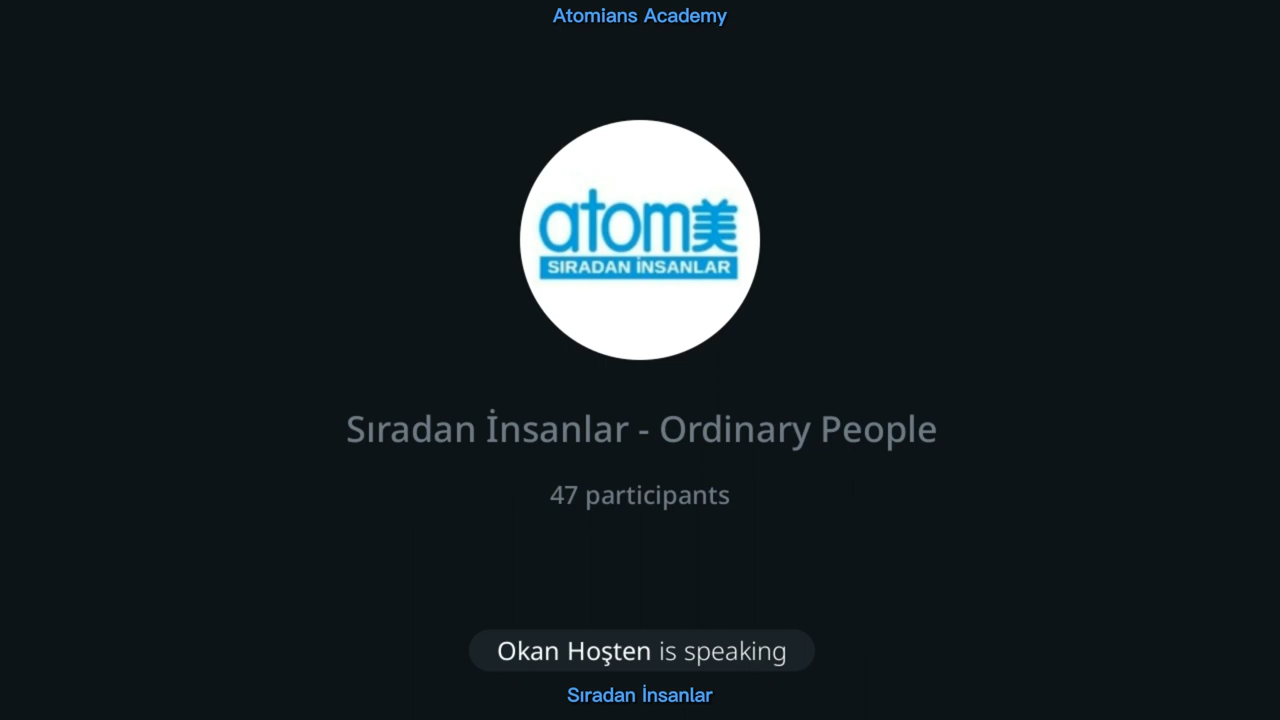 Atomians Academy
atom美
SIRADAN İNSANLAR
Sıradan İnsanlar - Ordinary People
47 participants
Okan Hoşten is speaking
Sıradan İnsanlar